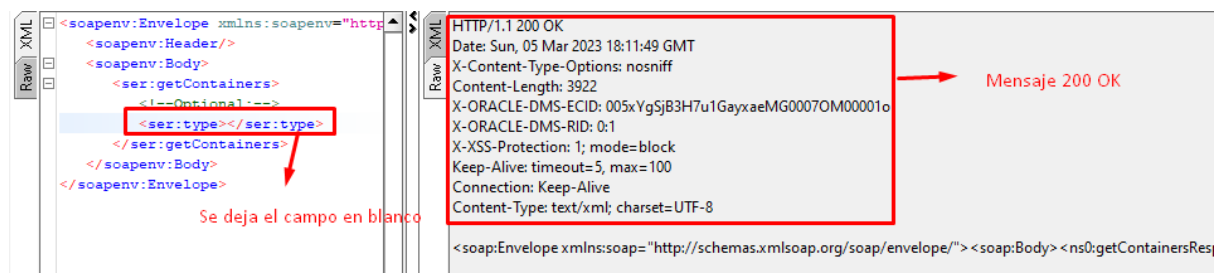 XML
Raw
<soapenv:Envelope xmlns:soapenv="http
<soapenv:Header/>
<soapenv:Body>
<ser:getContainers>
<!--Optional:-->
<ser:type></ser:type>
</ser:getContainers>
</soapenv:Body>
</soapenv:Envelope>
Se deja el campo en blanco
XML
Raw
HTTP/1.1 200 OK
Date: Sun, 05 Mar 2023 18:11:49 GMT
X-Content-Type-Options: nosniff
Content-Length: 3922
X-ORACLE-DMS-ECID: 005xYgSjB3H7u1GayxaeMG0007OM00001o
X-ORACLE-DMS-RID: 0:1
X-XSS-Protection: 1; mode=block
Keep-Alive: timeout=5, max=100
Connection: Keep-Alive
Content-Type: text/xml; charset=UTF-8
<soap:Envelope xmlns:soap="http://schemas.xmlsoap.org/soap/envelope/"><soap:Body><ns0:getContainersResp
Mensaje 200 OK